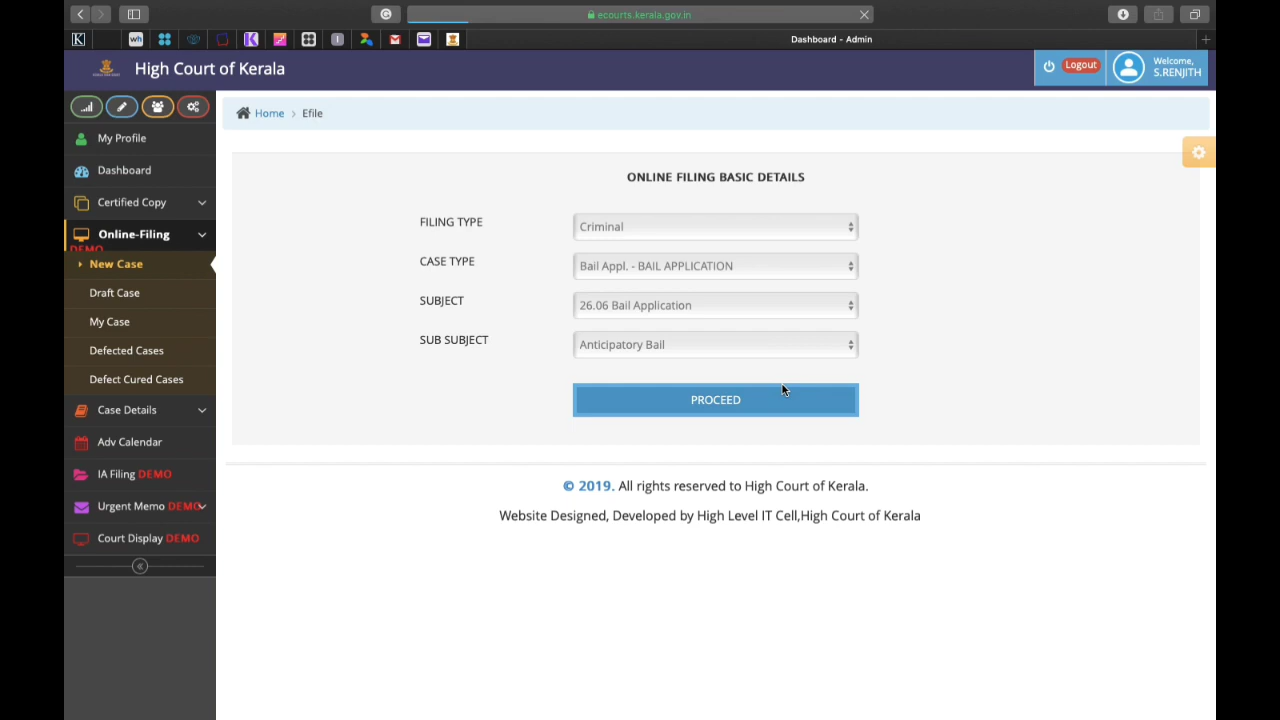 ecourts.kerala.gov.in
wh
Dashboard - Admin
High Court of Kerala
Logout
Welcome,
S.RENJITH
Home
Efile
My Profile
Dashboard
Certified Copy
Online-Filing
DEMO
New Case
Draft Case
My Case
Defected Cases
Defect Cured Cases
Case Details
Adv Calendar
IA Filing DEMO
Urgent Memo DEMO
Court Display DEMO
ONLINE FILING BASIC DETAILS
FILING TYPE
Criminal
CASE TYPE
Bail Appl. - BAIL APPLICATION
SUBJECT
26.06 Bail Application
SUB SUBJECT
Anticipatory Bail
PROCEED
© 2019. All rights reserved to High Court of Kerala.
Website Designed, Developed by High Level IT Cell,High Court of Kerala